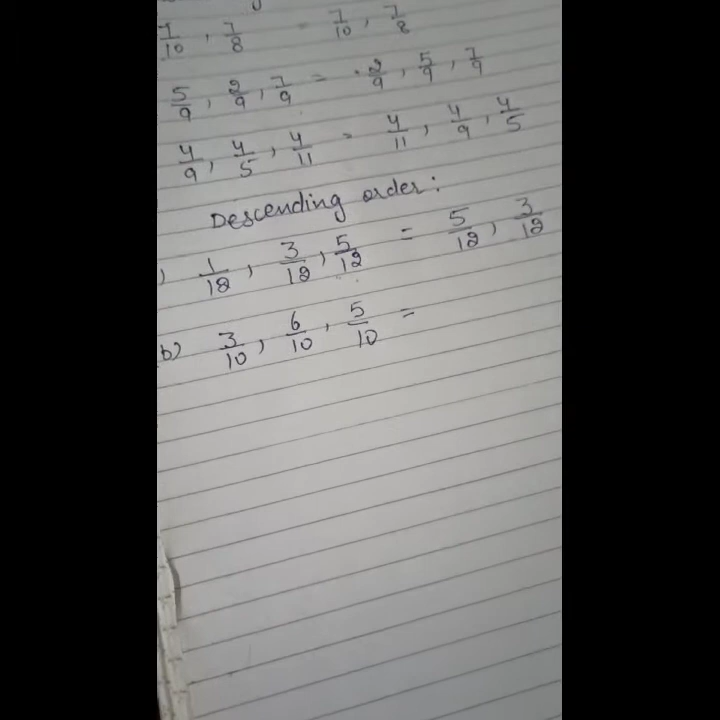 7/10, 7/8 = 7/10, 7/8
5/9, 2/9, 7/9 = 2/9, 5/9, 7/9
4/9, 4/5, 4/11 = 4/11, 4/9, 4/5
Descending order:
) 1/12, 3/12, 5/12 = 5/12, 3/12
b) 3/10, 6/10, 5/10 =